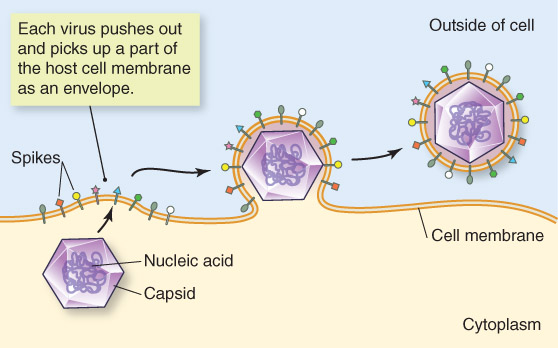 Each virus pushes out
and picks up a part of
the host cell membrane
as an envelope.
Outside of cell
Spikes
Cell membrane
Nucleic acid
Capsid
Cytoplasm